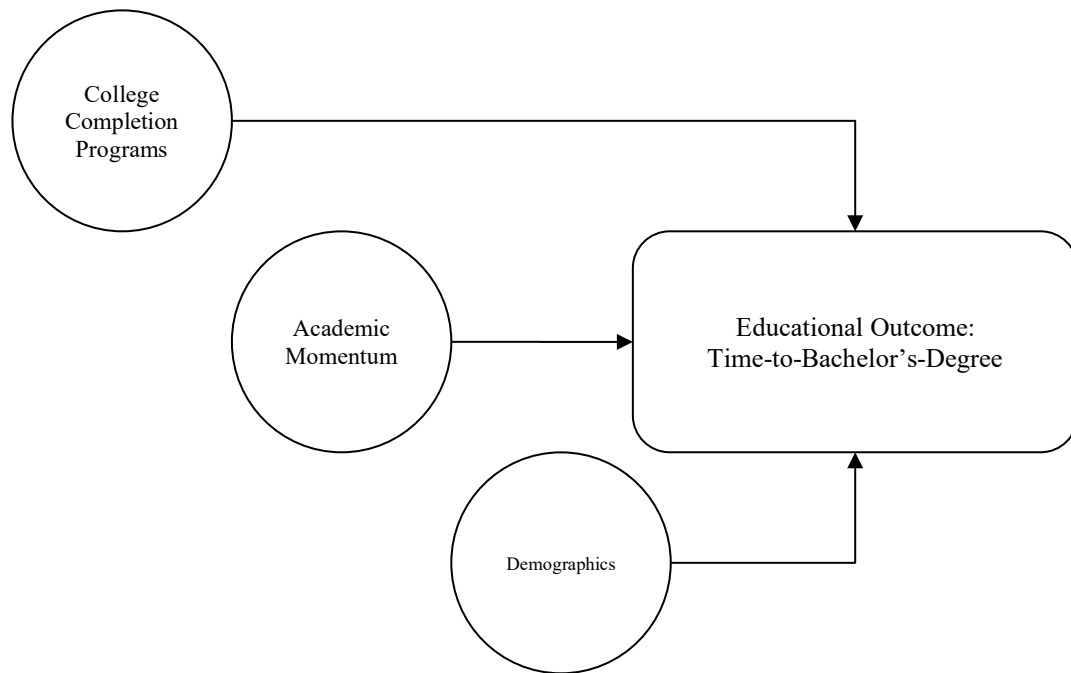 College
Completion
Programs
Academic
Momentum
Educational Outcome:
Time-to-Bachelor’s-Degree
Demographics